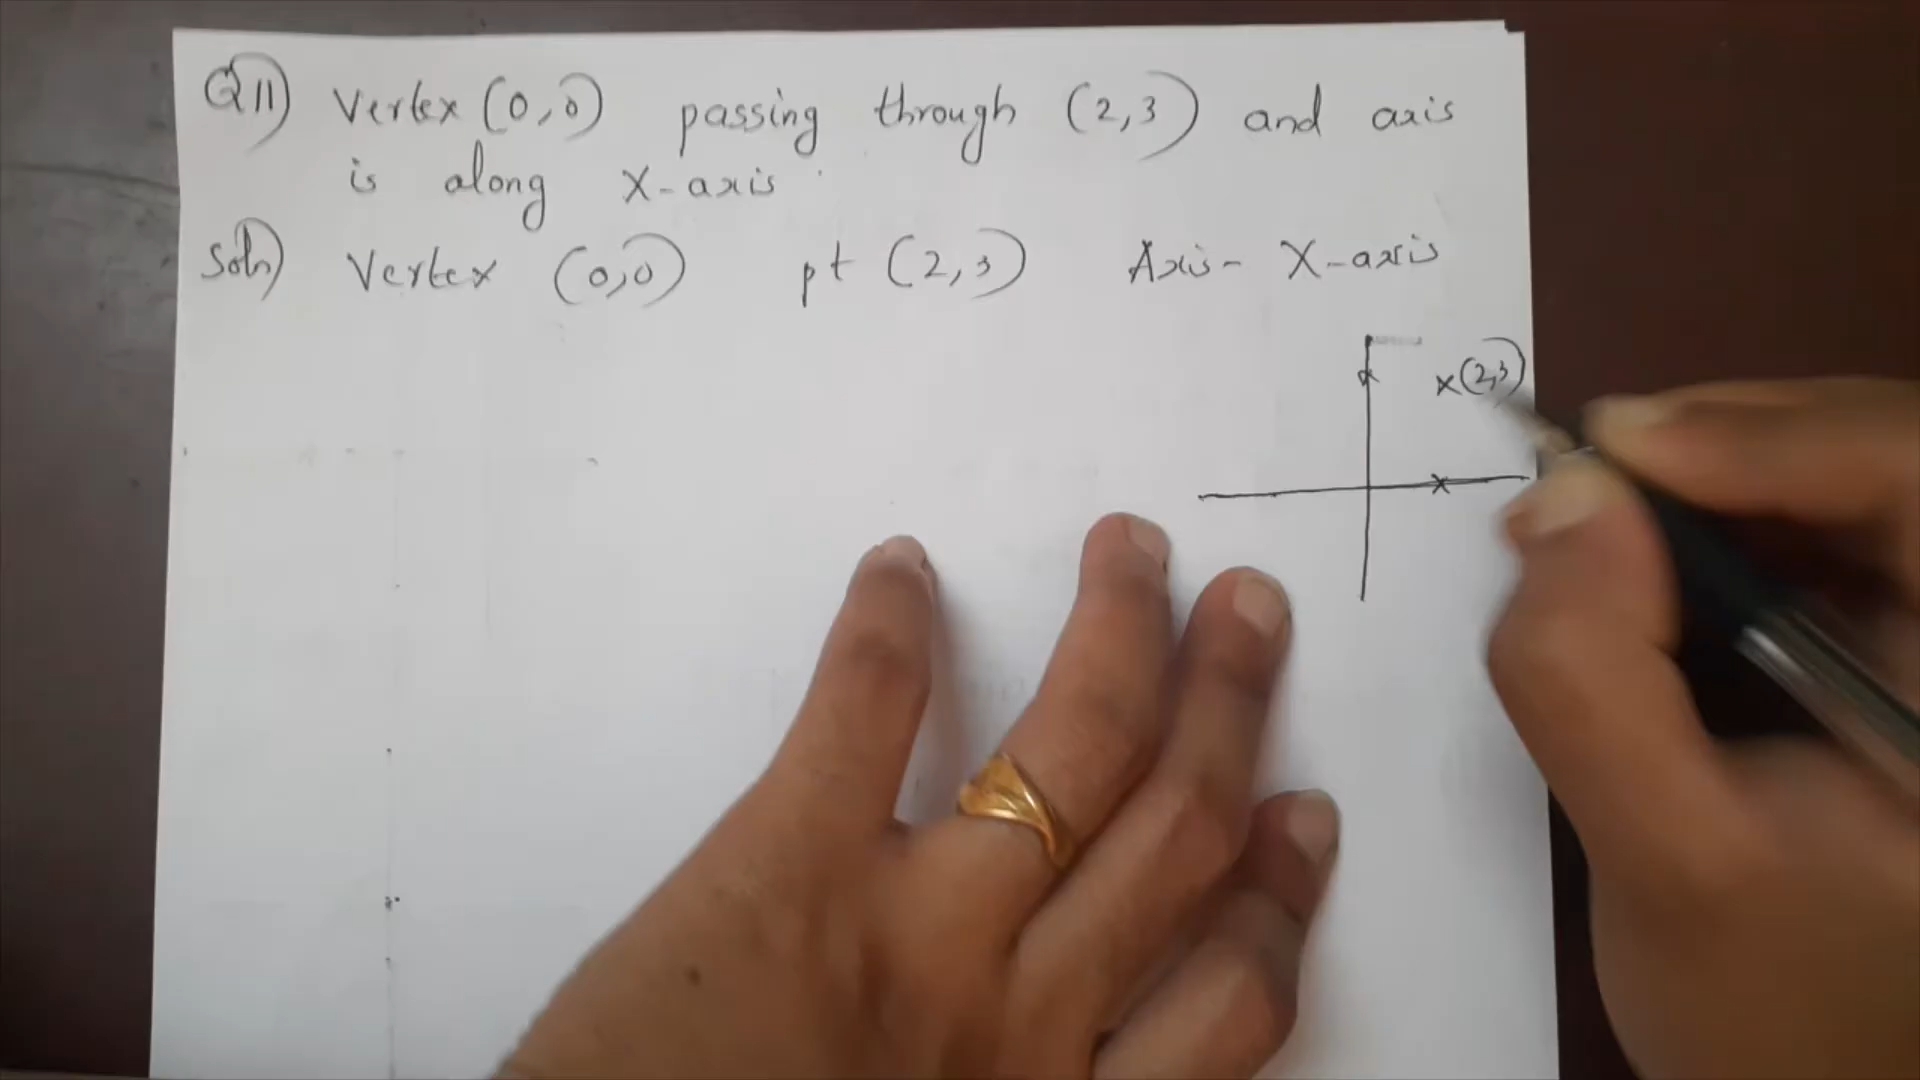 Q11) Vertex (0,0) passing through (2,3) and axis
is along X-axis.
Soln) Vertex (0,0) pt (2,3) Axis - X-axis
(2,3)